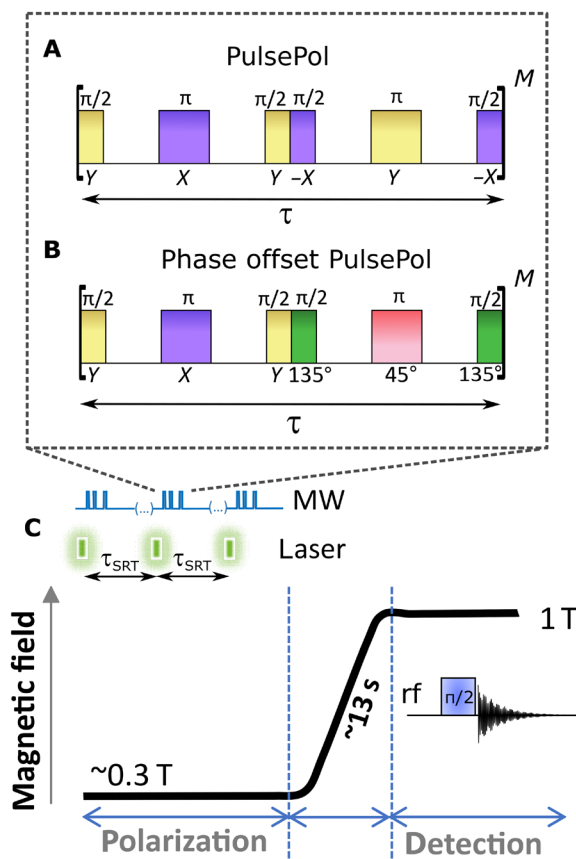 A
PulsePol
π/2 π π/2 π/2 π π/2 M
Y X Y –X Y –X
τ
B
Phase offset PulsePol
π/2 π π/2 π/2 π π/2 M
Y X Y 135° 45° 135°
τ
(...) (...) MW
C
Laser
τSRT τSRT
Magnetic field
1 T
~13 s
rf π/2
~0.3 T
Polarization Detection